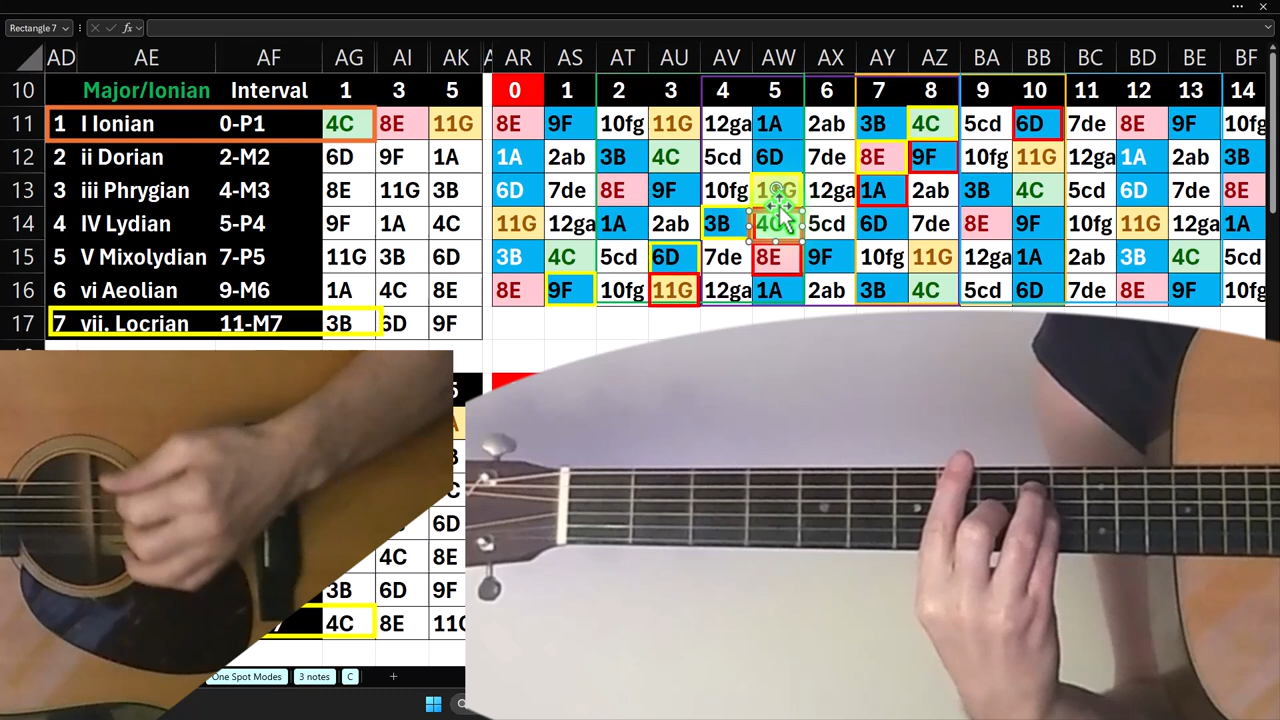 Rectangle 7 fx
AD AE AF AG AI AK AR AS AT AU AV AW AX AY AZ BA BB BC BD BE BF
10 Major/Ionian Interval 1 3 5 0 1 2 3 4 5 6 7 8 9 10 11 12 13 14
11 1 I Ionian 0-P1 4C 8E 11G 8E 9F 10fg 11G 12ga 1A 2ab 3B 4C 5cd 6D 7de 8E 9F 10fg
12 2 ii Dorian 2-M2 6D 9F 1A 1A 2ab 3B 4C 5cd 6D 7de 8E 9F 10fg 11G 12ga 1A 2ab 3B
13 3 iii Phrygian 4-M3 8E 11G 3B 6D 7de 8E 9F 10fg 12ga 1A 2ab 3B 4C 5cd 6D 7de 8E
14 4 IV Lydian 5-P4 9F 1A 4C 11G 12ga 1A 2ab 3B 5cd 6D 7de 8E 9F 10fg 11G 12ga 1A
15 5 V Mixolydian 7-P5 11G 3B 6D 3B 4C 5cd 6D 7de 8E 9F 10fg 11G 12ga 1A 2ab 3B 4C 5cd
16 6 vi Aeolian 9-M6 1A 4C 8E 8E 9F 10fg 11G 12ga 1A 2ab 3B 4C 5cd 6D 7de 8E 9F 10fg
17 7 vii. Locrian 11-M7 3B 6D 9F
6D
4C 8E
3B 6D 9F
4C 8E
One Spot Modes 3 notes C +